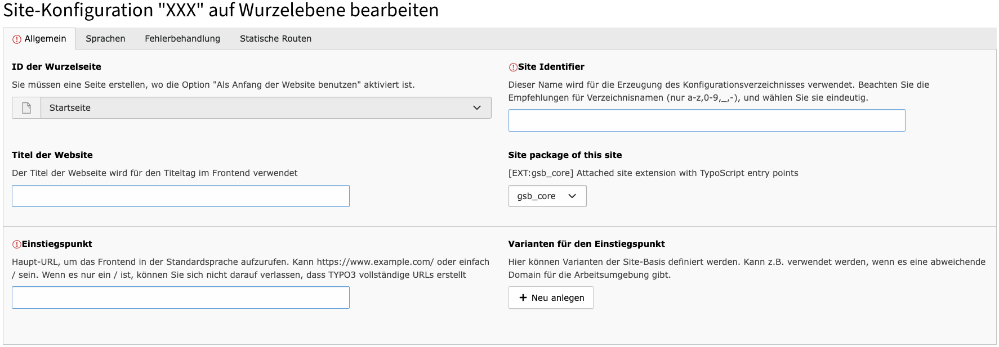 Site-Konfiguration "XXX" auf Wurzelebene bearbeiten
Allgemein Sprachen Fehlerbehandlung Statische Routen
ID der Wurzelseite
Sie müssen eine Seite erstellen, wo die Option "Als Anfang der Website benutzen" aktiviert ist.
Startseite
Site Identifier
Dieser Name wird für die Erzeugung des Konfigurationsverzeichnisses verwendet. Beachten Sie die
Empfehlungen für Verzeichnisnamen (nur a-z,0-9,_,-), und wählen Sie sie eindeutig.
Titel der Website
Der Titel der Webseite wird für den Titeltag im Frontend verwendet
Site package of this site
[EXT:gsb_core] Attached site extension with TypoScript entry points
gsb_core
Einstiegspunkt
Haupt-URL, um das Frontend in der Standardsprache aufzurufen. Kann https://www.example.com/ oder einfach
/ sein. Wenn es nur ein / ist, können Sie sich nicht darauf verlassen, dass TYPO3 vollständige URLs erstellt
Varianten für den Einstiegspunkt
Hier können Varianten der Site-Basis definiert werden. Kann z.B. verwendet werden, wenn es eine abweichende
Domain für die Arbeitsumgebung gibt.
+ Neu anlegen